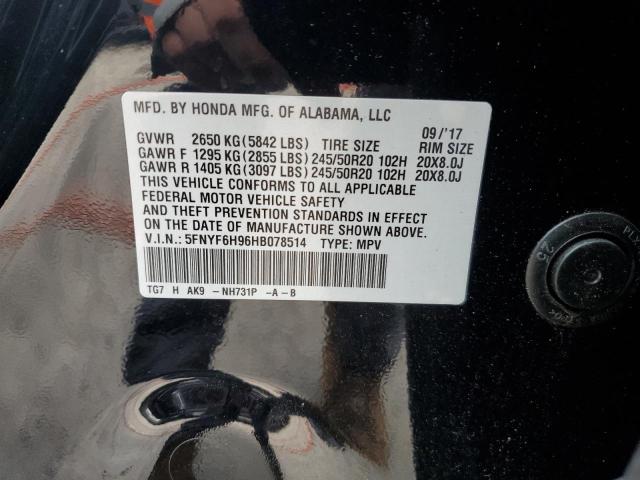 MFD. BY HONDA MFG. OF ALABAMA, LLC
09/'17
GVWR 2650 KG(5842 LBS) TIRE SIZE RIM SIZE
GAWR F 1295 KG(2855 LBS)245/50R20 102H 20X8.0J
GAWR R 1405 KG(3097 LBS)245/50R20 102H 20X8.0J
THIS VEHICLE CONFORMS TO ALL APPLICABLE
FEDERAL MOTOR VEHICLE SAFETY
AND THEFT PREVENTION STANDARDS IN EFFECT
ON THE DATE OF MANUFACTURE SHOWN ABOVE.
V.I.N.: 5FNYF6H96HB078514 TYPE: MPV
TG7 H AK9 -NH731P -A-B
25